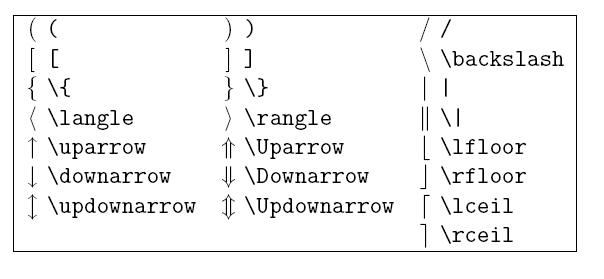 ( ( ) ) / /
[ [ ] ] \ \backslash
{ \{ } \} | |
⟨ \langle ⟩ \rangle ‖ \|
↑ \uparrow ⇑ \Uparrow ⌊ \lfloor
↓ \downarrow ⇓ \Downarrow ⌋ \rfloor
↕ \updownarrow ⇕ \Updownarrow ⌈ \lceil
⌉ \rceil